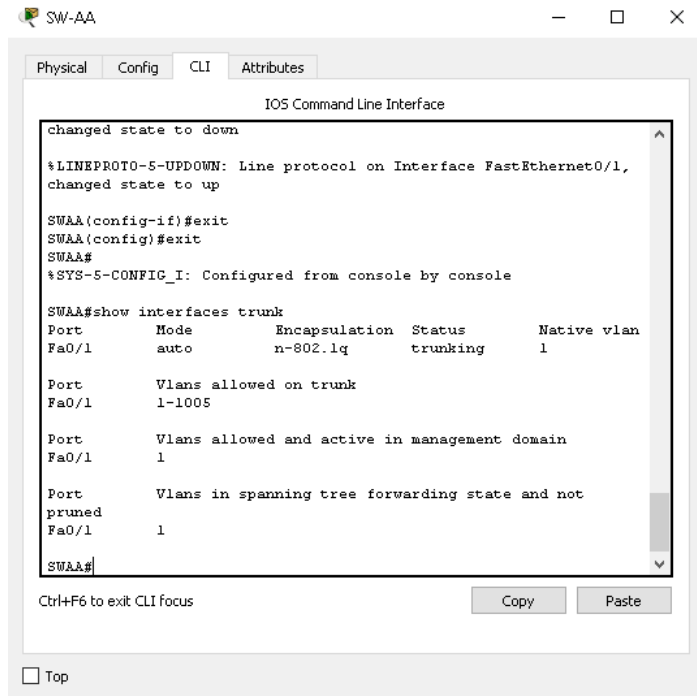 SW-AA
Physical Config CLI Attributes
IOS Command Line Interface
changed state to down
%LINEPROTO-5-UPDOWN: Line protocol on Interface FastEthernet0/1,
changed state to up
SWAA(config-if)#exit
SWAA(config)#exit
SWAA#
%SYS-5-CONFIG_I: Configured from console by console
SWAA#show interfaces trunk
Port Mode Encapsulation Status Native vlan
Fa0/1 auto n-802.1q trunking 1
Port Vlans allowed on trunk
Fa0/1 1-1005
Port Vlans allowed and active in management domain
Fa0/1 1
Port Vlans in spanning tree forwarding state and not
pruned
Fa0/1 1
SWAA#
Ctrl+F6 to exit CLI focus Copy Paste
Top